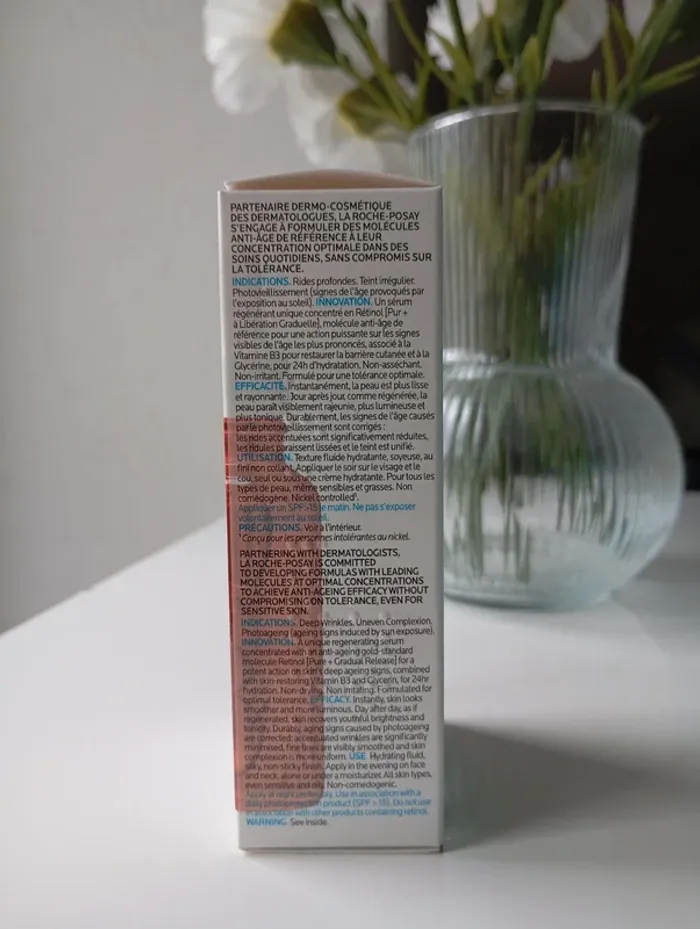 PARTENAIRE DERMO-COSMÉTIQUE
DES DERMATOLOGUES, LA ROCHE-POSAY
S'ENGAGE À FORMULER DES MOLÉCULES
ANTI-ÂGE DE RÉFÉRENCE À LEUR
CONCENTRATION OPTIMALE DANS DES
SOINS QUOTIDIENS, SANS COMPROMIS SUR
LA TOLÉRANCE.
INDICATIONS. Rides profondes. Teint irrégulier.
Photovieillissement (signes de l'âge provoqués par
l'exposition au soleil). INNOVATION. Un sérum
régénérant unique concentré en Rétinol [Pur +
à Libération Graduelle], molécule anti-âge de
référence pour une action puissante sur les signes
visibles de l'âge les plus prononcés, associé à la
Vitamine B3 pour restaurer la barrière cutanée et à la
Glycérine, pour 24h d'hydratation. Non-asséchant.
Non-irritant. Formulé pour une tolérance optimale.
EFFICACITÉ. Instantanément, la peau est plus lisse
et rayonnante. Jour après jour, comme régénérée, la
peau paraît visiblement rajeunie, plus lumineuse et
plus tonique. Durablement, les signes de l'âge causés
par le photovieillissement sont corrigés :
les rides accentuées sont significativement réduites,
les ridules paraissent lissées et le teint est unifié.
UTILISATION. Texture fluide hydratante, soyeuse, au
fini non collant. Appliquer le soir sur le visage et le
cou, seul ou sous une crème hydratante. Pour tous les
types de peau, même sensibles et grasses. Non
comédogène. Nickel controlled¹.
Appliquer un SPF>15 le matin. Ne pas s'exposer
volontairement au soleil.
PRÉCAUTIONS. Voir à l'intérieur.
¹ Conçu pour les personnes intolérantes au nickel.
PARTNERING WITH DERMATOLOGISTS,
LA ROCHE-POSAY IS COMMITTED
TO DEVELOPING FORMULAS WITH LEADING
MOLECULES AT OPTIMAL CONCENTRATIONS
TO ACHIEVE ANTI-AGEING EFFICACY WITHOUT
COMPROMISING ON TOLERANCE, EVEN FOR
SENSITIVE SKIN.
INDICATIONS. Deep Wrinkles. Uneven Complexion.
Photoageing (ageing signs induced by sun exposure).
INNOVATION. A unique regenerating serum
concentrated with an anti-ageing gold-standard
molecule Retinol [Pure + Gradual Release] for a
potent action on skin's deep ageing signs, combined
with skin-restoring Vitamin B3 and Glycerin, for 24hr
hydration. Non-drying. Non irritating. Formulated for
optimal tolerance. EFFICACY. Instantly, skin looks
smoother and more luminous. Day after day, as if
regenerated, skin recovers youthful brightness and
tonicity. Durably, aging signs caused by photoageing
are corrected: accentuated wrinkles are significantly
minimised, fine lines are visibly smoothed and skin
complexion is more uniform. USE. Hydrating fluid,
silky, non-sticky finish. Apply in the evening on face
and neck, alone or under a moisturizer. All skin types,
even sensitive and oily. Non-comedogenic.
Apply at night preferably. Use in association with a
daily photoprotection product (SPF > 15). Do not use
in association with other products containing retinol.
WARNING. See inside.